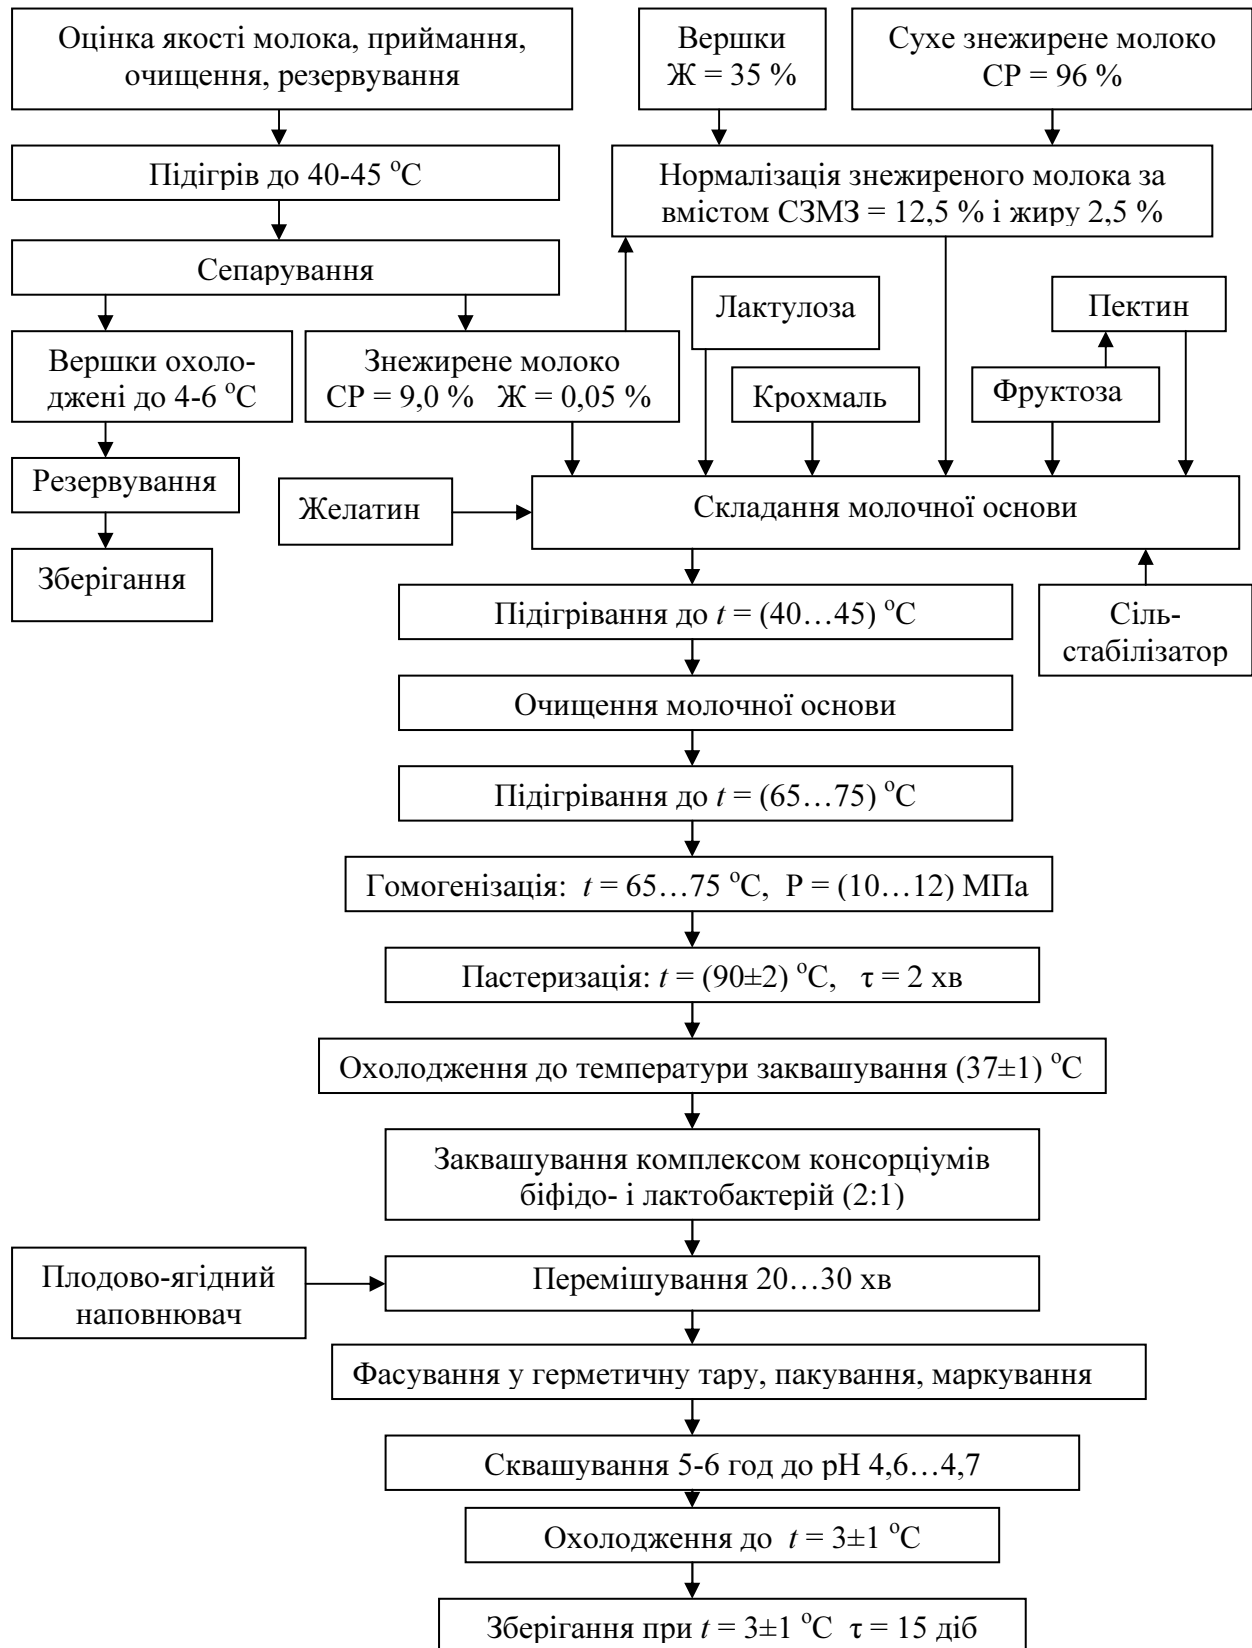 Оцінка якості молока, приймання,
очищення, резервування
Вершки
Ж = 35 %
Сухе знежирене молоко
СР = 96 %
Підігрів до 40-45 °С
Нормалізація знежиреного молока за
вмістом СЗМЗ = 12,5 % і жиру 2,5 %
Сепарування
Лактулоза
Пектин
Вершки охоло-
джені до 4-6 °С
Знежирене молоко
СР = 9,0 % Ж = 0,05 %
Крохмаль
Фруктоза
Резервування
Желатин
Складання молочної основи
Зберігання
Підігрівання до t = (40…45) °С
Сіль-
стабілізатор
Очищення молочної основи
Підігрівання до t = (65…75) °С
Гомогенізація: t = 65…75 °С, Р = (10…12) МПа
Пастеризація: t = (90±2) °С, τ = 2 хв
Охолодження до температури заквашування (37±1) °С
Заквашування комплексом консорціумів
біфідо- і лактобактерій (2:1)
Плодово-ягідний
наповнювач
Перемішування 20…30 хв
Фасування у герметичну тару, пакування, маркування
Сквашування 5-6 год до рН 4,6…4,7
Охолодження до t = 3±1 °С
Зберігання при t = 3±1 °С τ = 15 діб